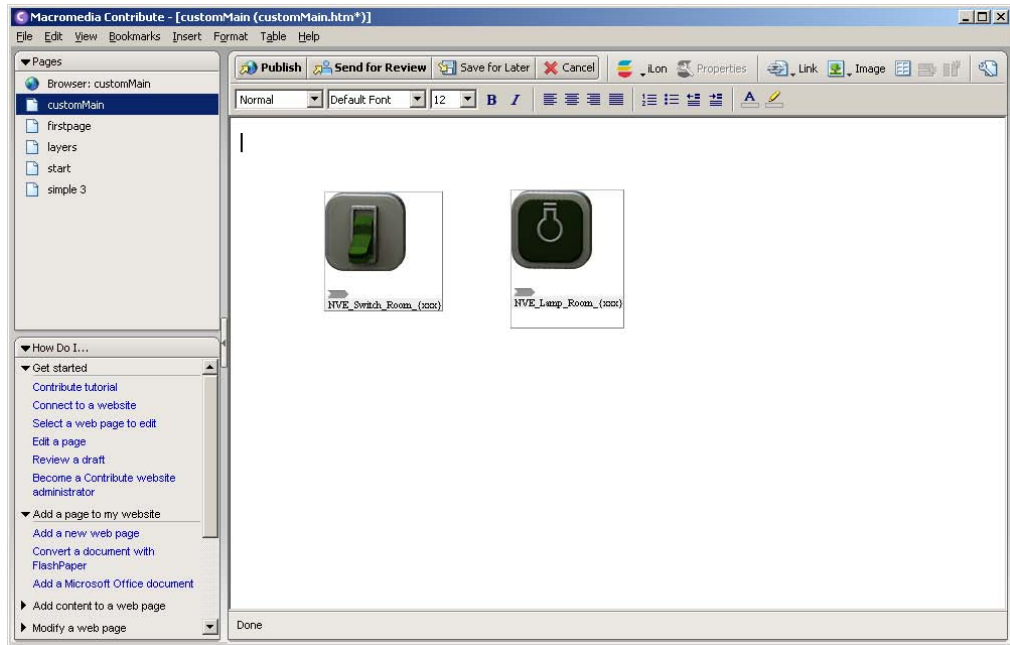 Macromedia Contribute - [customMain (customMain.htm*)]
File Edit View Bookmarks Insert Format Table Help
Pages
Browser: customMain
customMain
firstpage
layers
start
simple 3
How Do I...
Get started
Contribute tutorial
Connect to a website
Select a web page to edit
Edit a page
Review a draft
Become a Contribute website
administrator
Add a page to my website
Add a new web page
Convert a document with
FlashPaper
Add a Microsoft Office document
Add content to a web page
Modify a web page
Publish Send for Review Save for Later Cancel iLon Properties Link Image
Normal Default Font 12 B I
NVE_Switch_Room_{xxx} NVE_Lamp_Room_{xxx}
Done